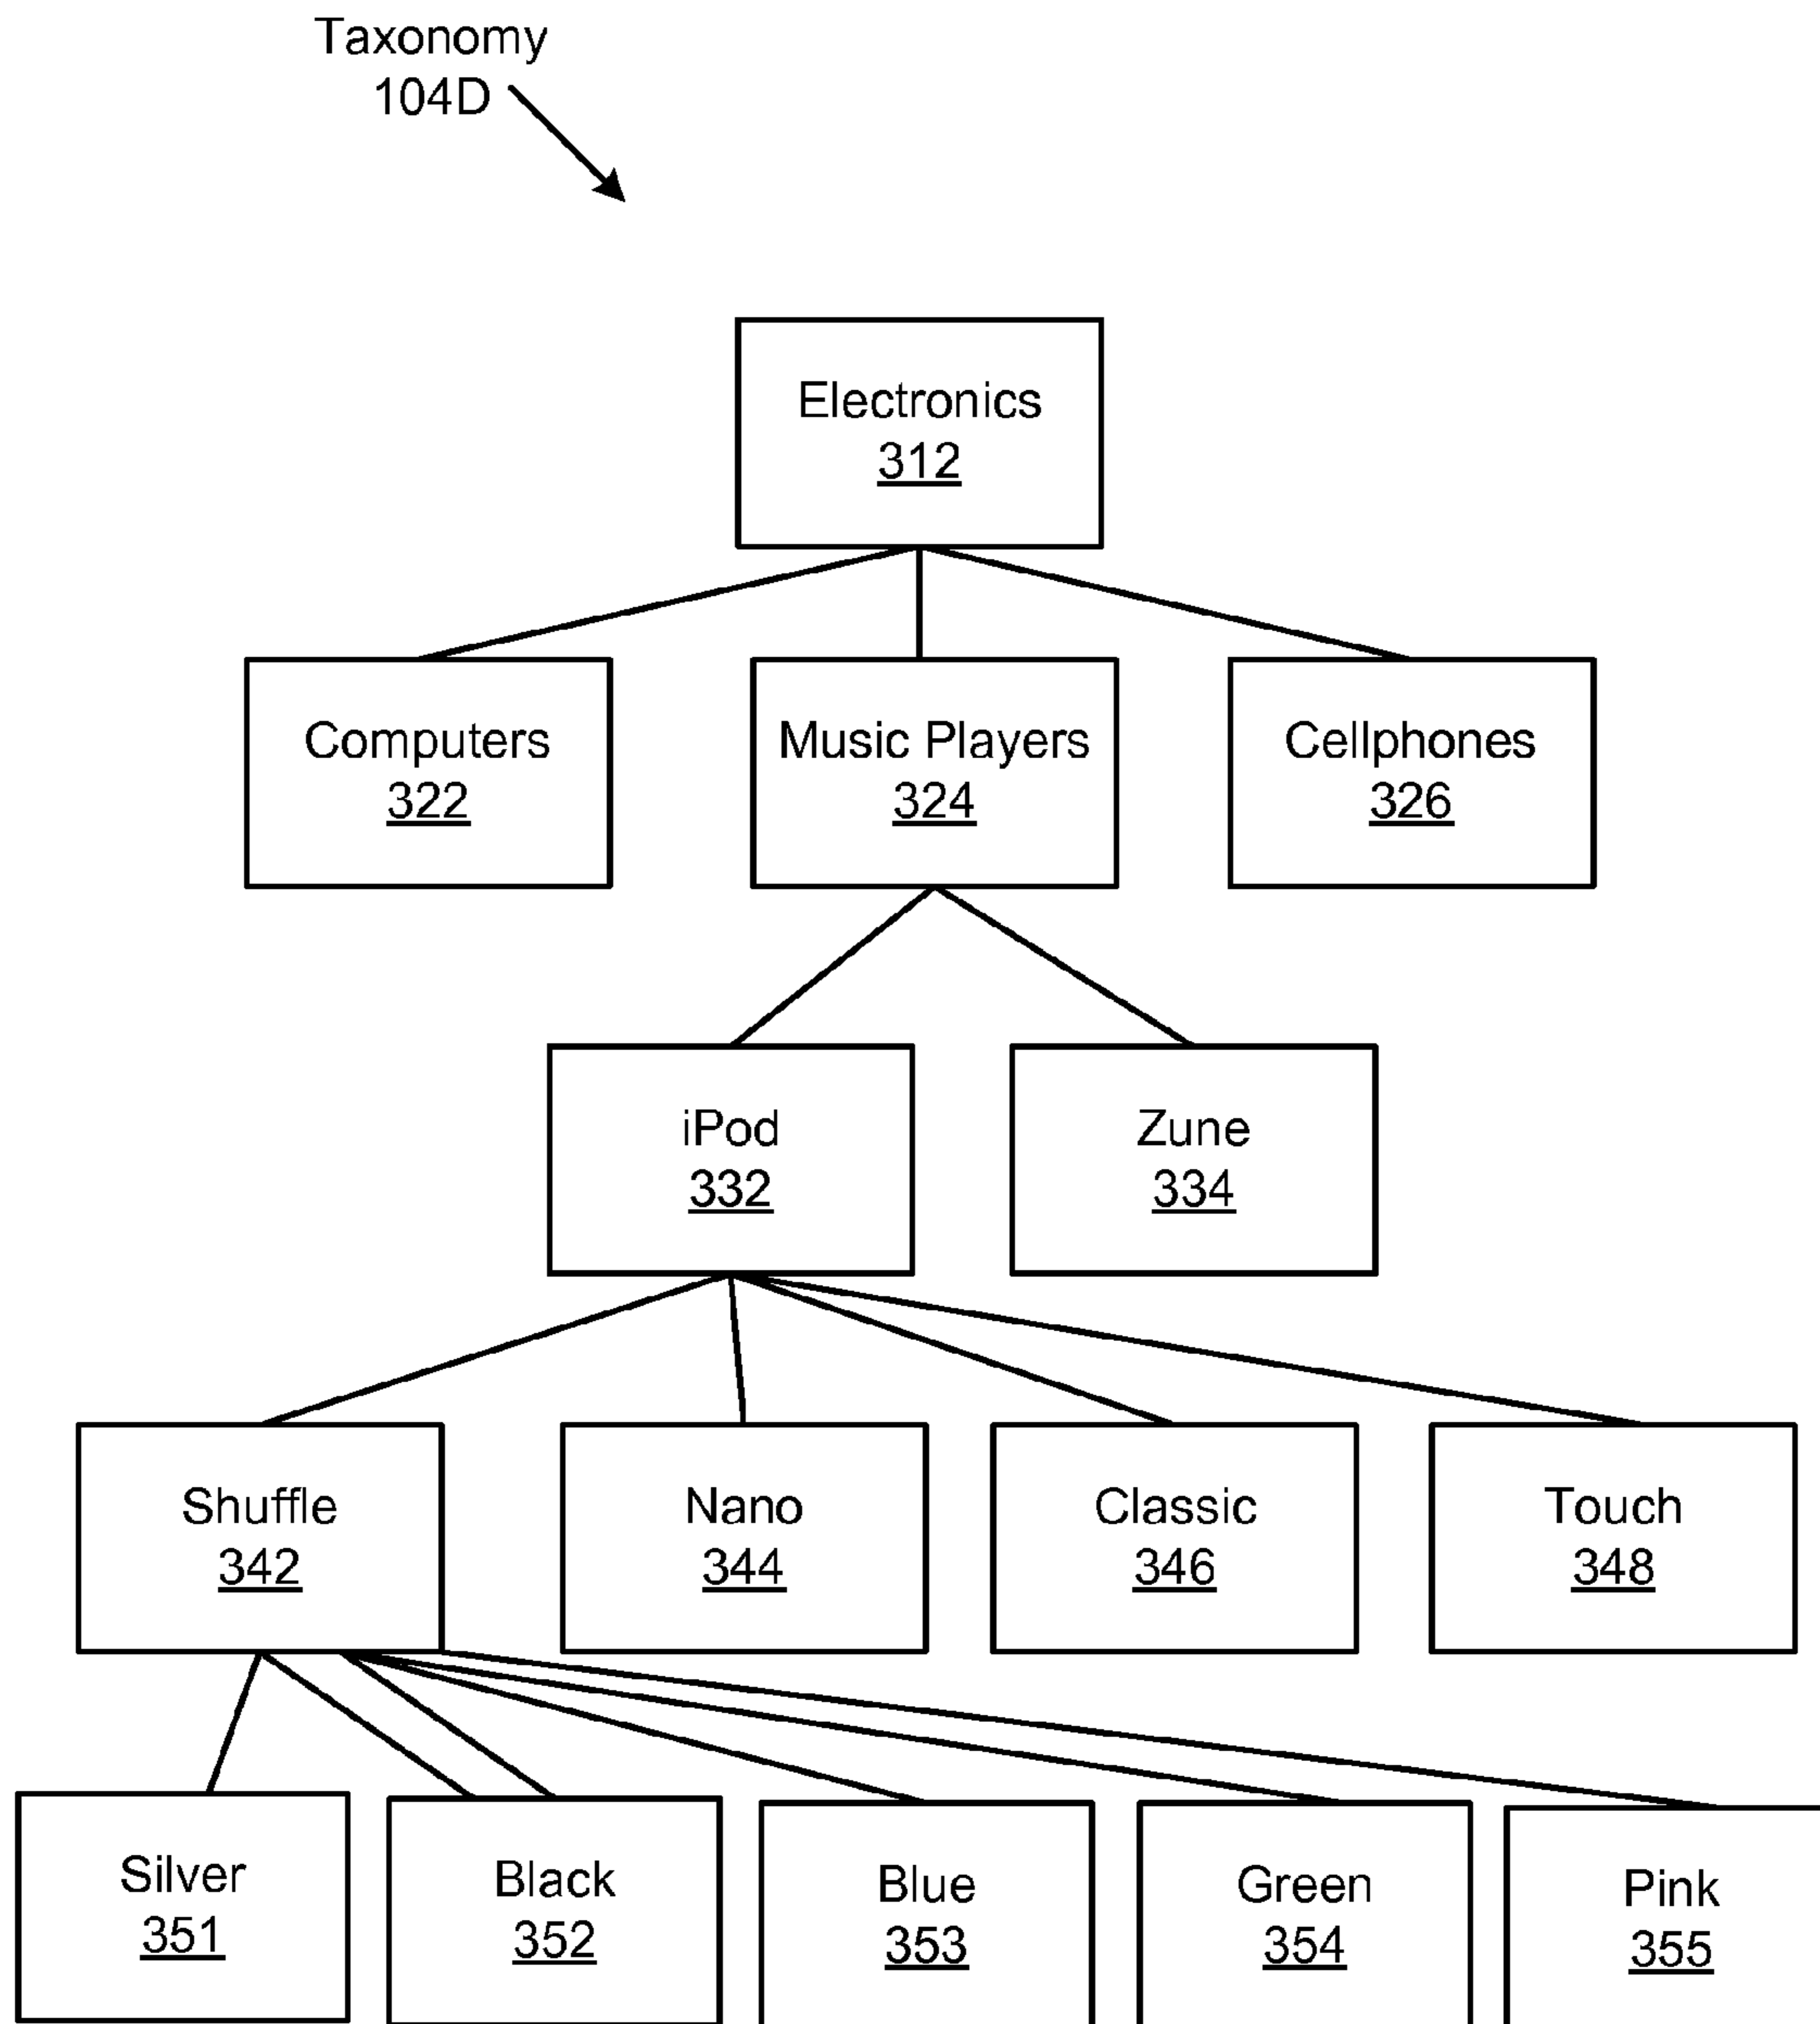 Taxonomy
104D
Electronics
312
Computers
322
Music Players
324
Cellphones
326
iPod
332
Zune
334
Shuffle
342
Nano
344
Classic
346
Touch
348
Silver
351
Black
352
Blue
353
Green
354
Pink
355